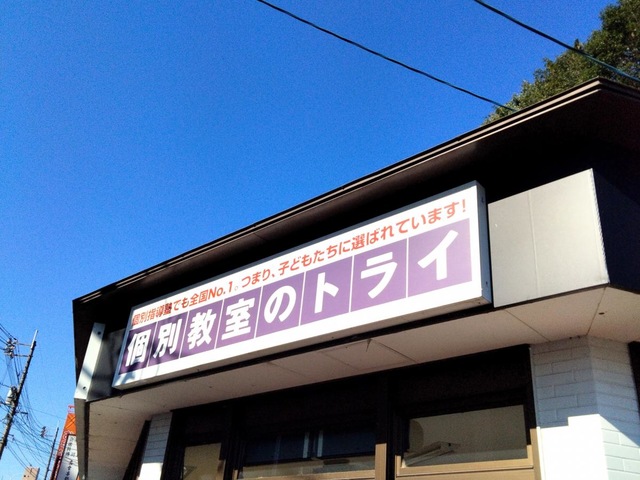 個別指導塾でも全国No.1。つまり、子どもたちに選ばれています!
個別教室のトライ